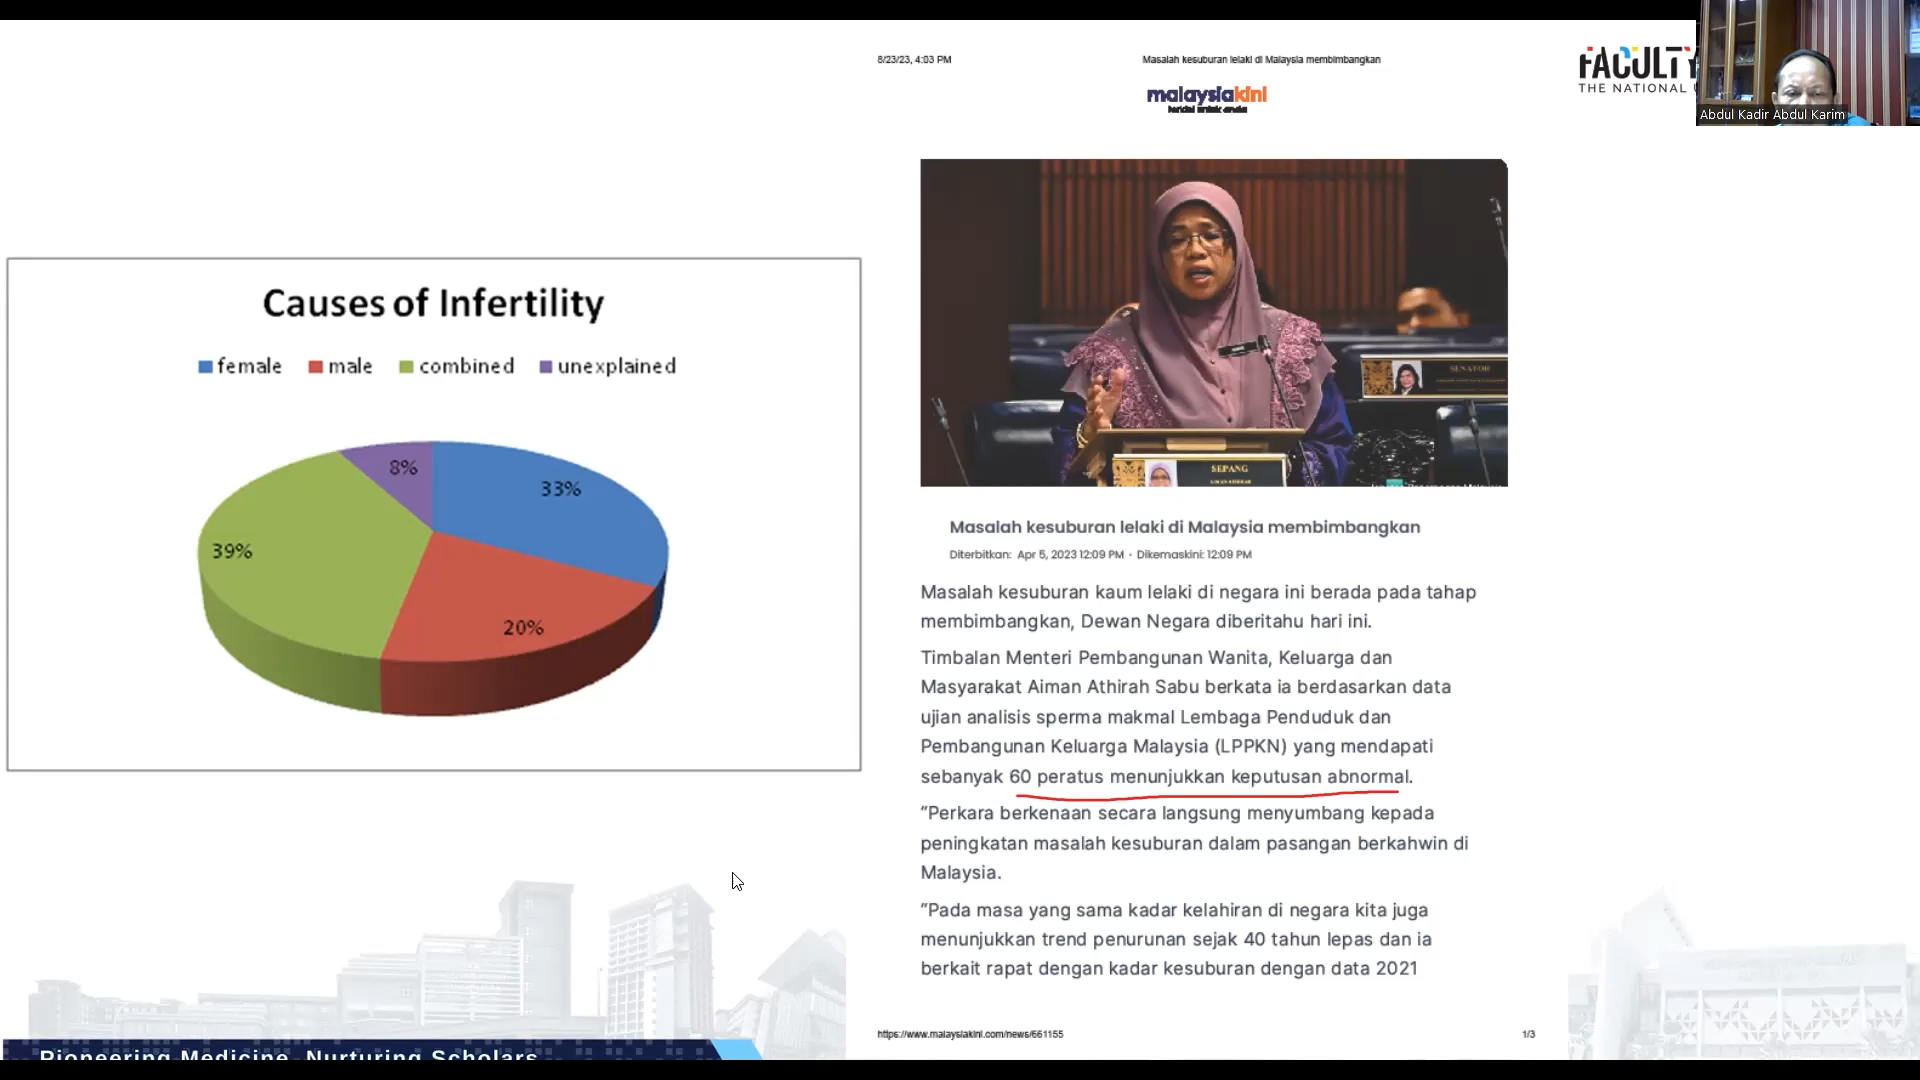 8/23/23, 4:03 PM
Masalah kesuburan lelaki di Malaysia membimbangkan
malaysiakini
FACULTY
THE NATIONAL U
Abdul Kadir Abdul Karim
Causes of Infertility
female male combined unexplained
8%
33%
39%
20%
SENATOR
SEPANG
Masalah kesuburan lelaki di Malaysia membimbangkan
Diterbitkan: Apr 5, 2023 12:09 PM · Dikemaskini: 12:09 PM
Masalah kesuburan kaum lelaki di negara ini berada pada tahap
membimbangkan, Dewan Negara diberitahu hari ini.
Timbalan Menteri Pembangunan Wanita, Keluarga dan
Masyarakat Aiman Athirah Sabu berkata ia berdasarkan data
ujian analisis sperma makmal Lembaga Penduduk dan
Pembangunan Keluarga Malaysia (LPPKN) yang mendapati
sebanyak 60 peratus menunjukkan keputusan abnormal.
"Perkara berkenaan secara langsung menyumbang kepada
peningkatan masalah kesuburan dalam pasangan berkahwin di
Malaysia.
"Pada masa yang sama kadar kelahiran di negara kita juga
menunjukkan trend penurunan sejak 40 tahun lepas dan ia
berkait rapat dengan kadar kesuburan dengan data 2021
https://www.malaysiakini.com/news/661155
1/3
Pioneering Medicine, Nurturing Scholars